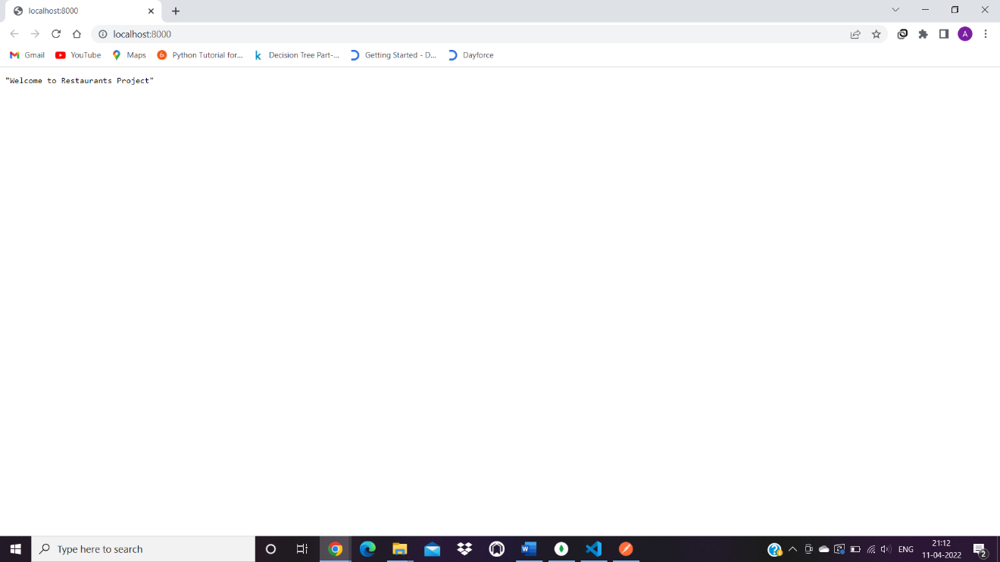 localhost:8000
localhost:8000
Gmail YouTube Maps Python Tutorial for... Decision Tree Part-... Getting Started - D... Dayforce
"Welcome to Restaurants Project"
Type here to search
ENG
21:12
11-04-2022
2